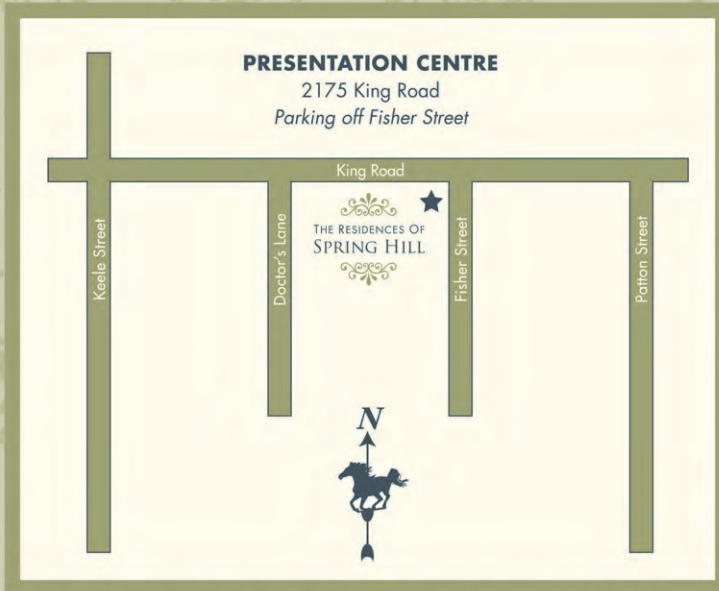 PRESENTATION CENTRE
2175 King Road
Parking off Fisher Street
King Road
Keele Street
Doctor's Lane
THE RESIDENCES OF
SPRING HILL
Fisher Street
Patton Street
N